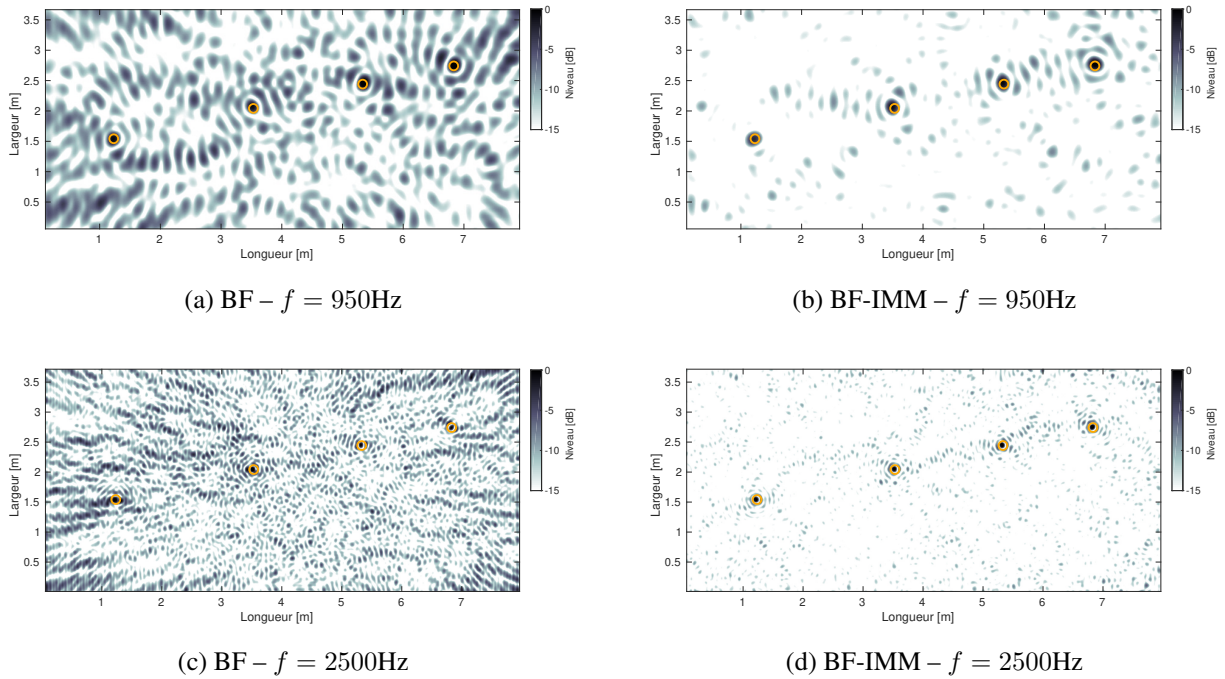 0
3.5
3
-5
2.5
2
1.5
-10
1
0.5
-15
1 2 3 4 5 6 7
Largeur [m]
Longueur [m]
Niveau [dB]
(a) BF – f = 950Hz
0
3.5
3
-5
2.5
2
1.5
-10
1
0.5
-15
1 2 3 4 5 6 7
Largeur [m]
Longueur [m]
Niveau [dB]
(b) BF-IMM – f = 950Hz
0
3.5
3
-5
2.5
2
1.5
-10
1
0.5
-15
1 2 3 4 5 6 7
Largeur [m]
Longueur [m]
Niveau [dB]
(c) BF – f = 2500Hz
0
3.5
3
-5
2.5
2
1.5
-10
1
0.5
-15
1 2 3 4 5 6 7
Largeur [m]
Longueur [m]
Niveau [dB]
(d) BF-IMM – f = 2500Hz